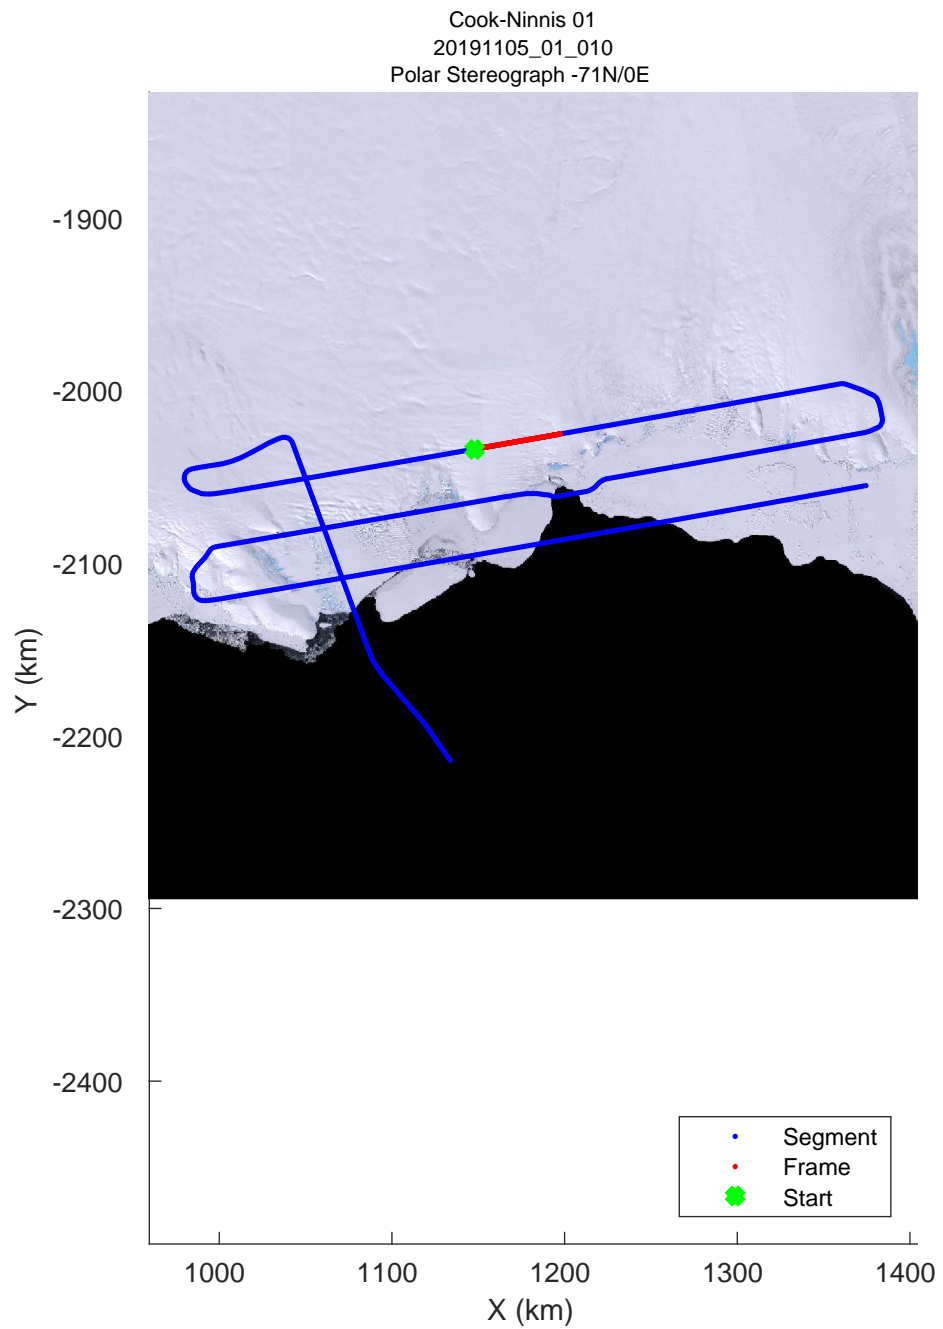 Cook-Ninnis 01
20191105_01_010
Polar Stereograph -71N/0E
-1900
-2000
-2100
-2200
-2300
-2400
Y (km)
Segment
Frame
Start
1000
1100
1200
1300
1400
X (km)